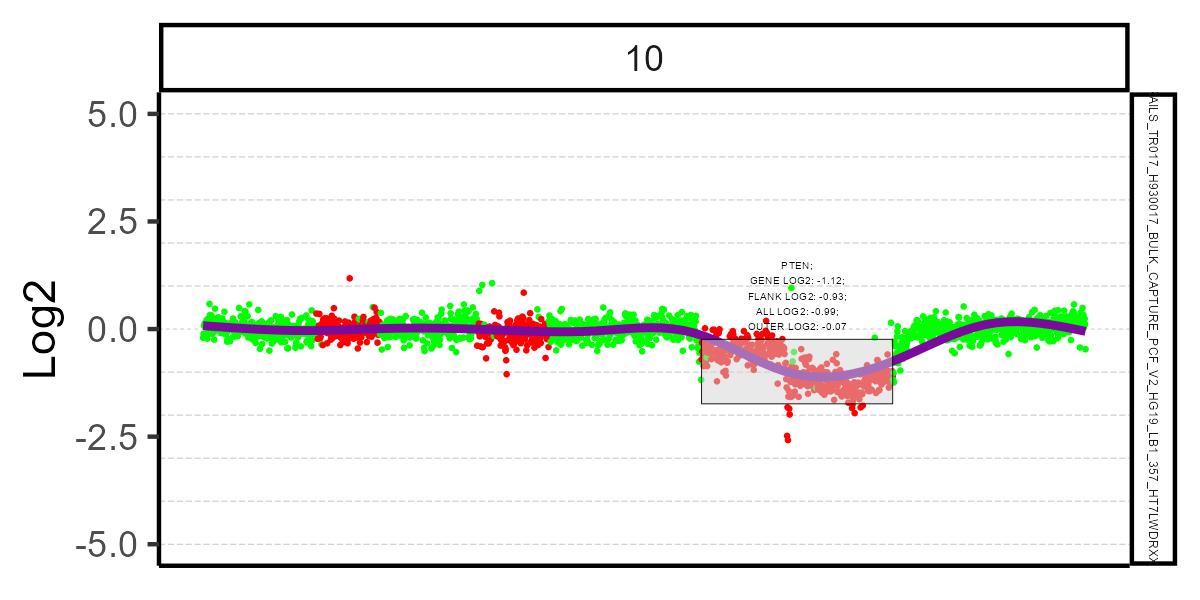 10
Log2
5.0
2.5
0.0
-2.5
-5.0
PTEN;
GENE LOG2: -1.12;
FLANK LOG2: -0.93;
ALL LOG2: -0.99;
OUTER LOG2: -0.07
AILS_TR017_H930017_BULK_CAPTURE_PCF_V2_HG19_LB1_357_HT7LWDRXX